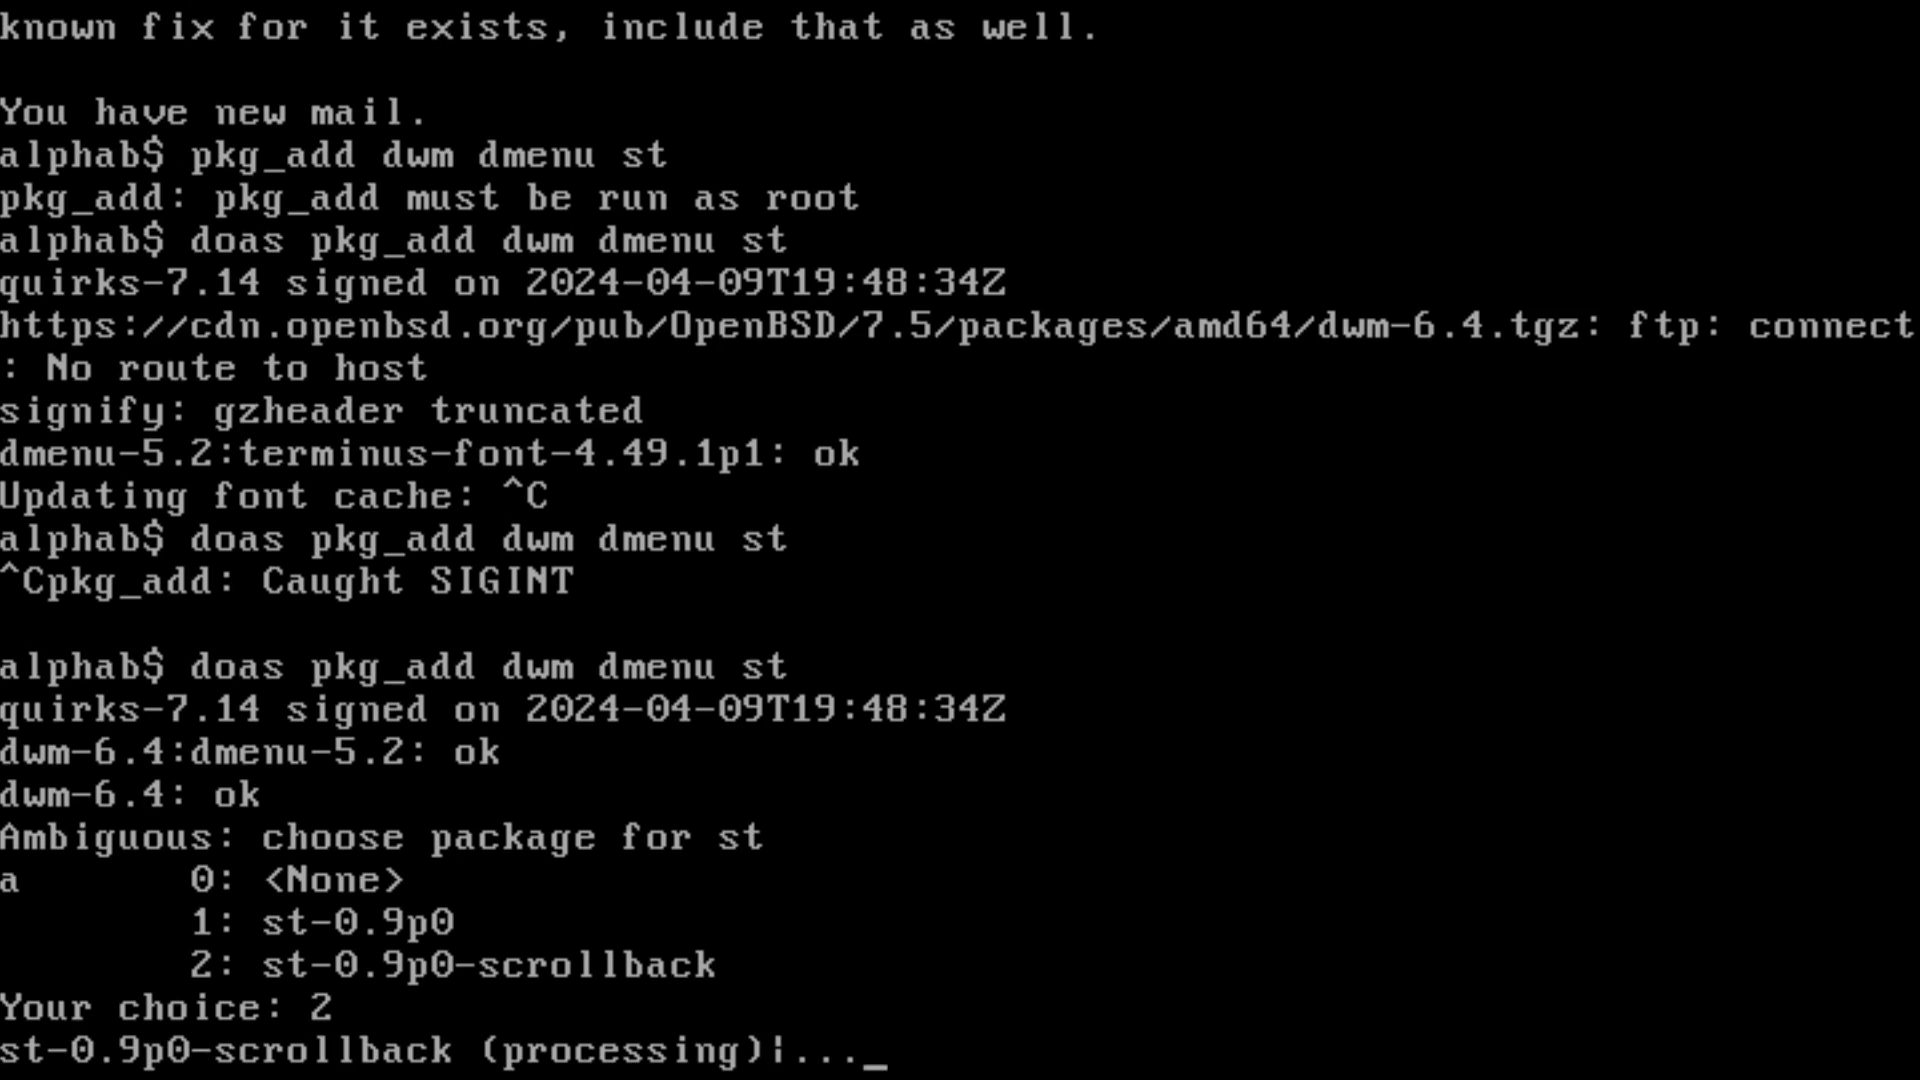 known fix for it exists, include that as well.
You have new mail.
alphab$ pkg_add dwm dmenu st
pkg_add: pkg_add must be run as root
alphab$ doas pkg_add dwm dmenu st
quirks-7.14 signed on 2024-04-09T19:48:34Z
https://cdn.openbsd.org/pub/OpenBSD/7.5/packages/amd64/dwm-6.4.tgz: ftp: connect
: No route to host
signify: gzheader truncated
dmenu-5.2:terminus-font-4.49.1p1: ok
Updating font cache: ^C
alphab$ doas pkg_add dwm dmenu st
^Cpkg_add: Caught SIGINT
alphab$ doas pkg_add dwm dmenu st
quirks-7.14 signed on 2024-04-09T19:48:34Z
dwm-6.4:dmenu-5.2: ok
dwm-6.4: ok
Ambiguous: choose package for st
a       0: <None>
        1: st-0.9p0
        2: st-0.9p0-scrollback
Your choice: 2
st-0.9p0-scrollback (processing)|..._